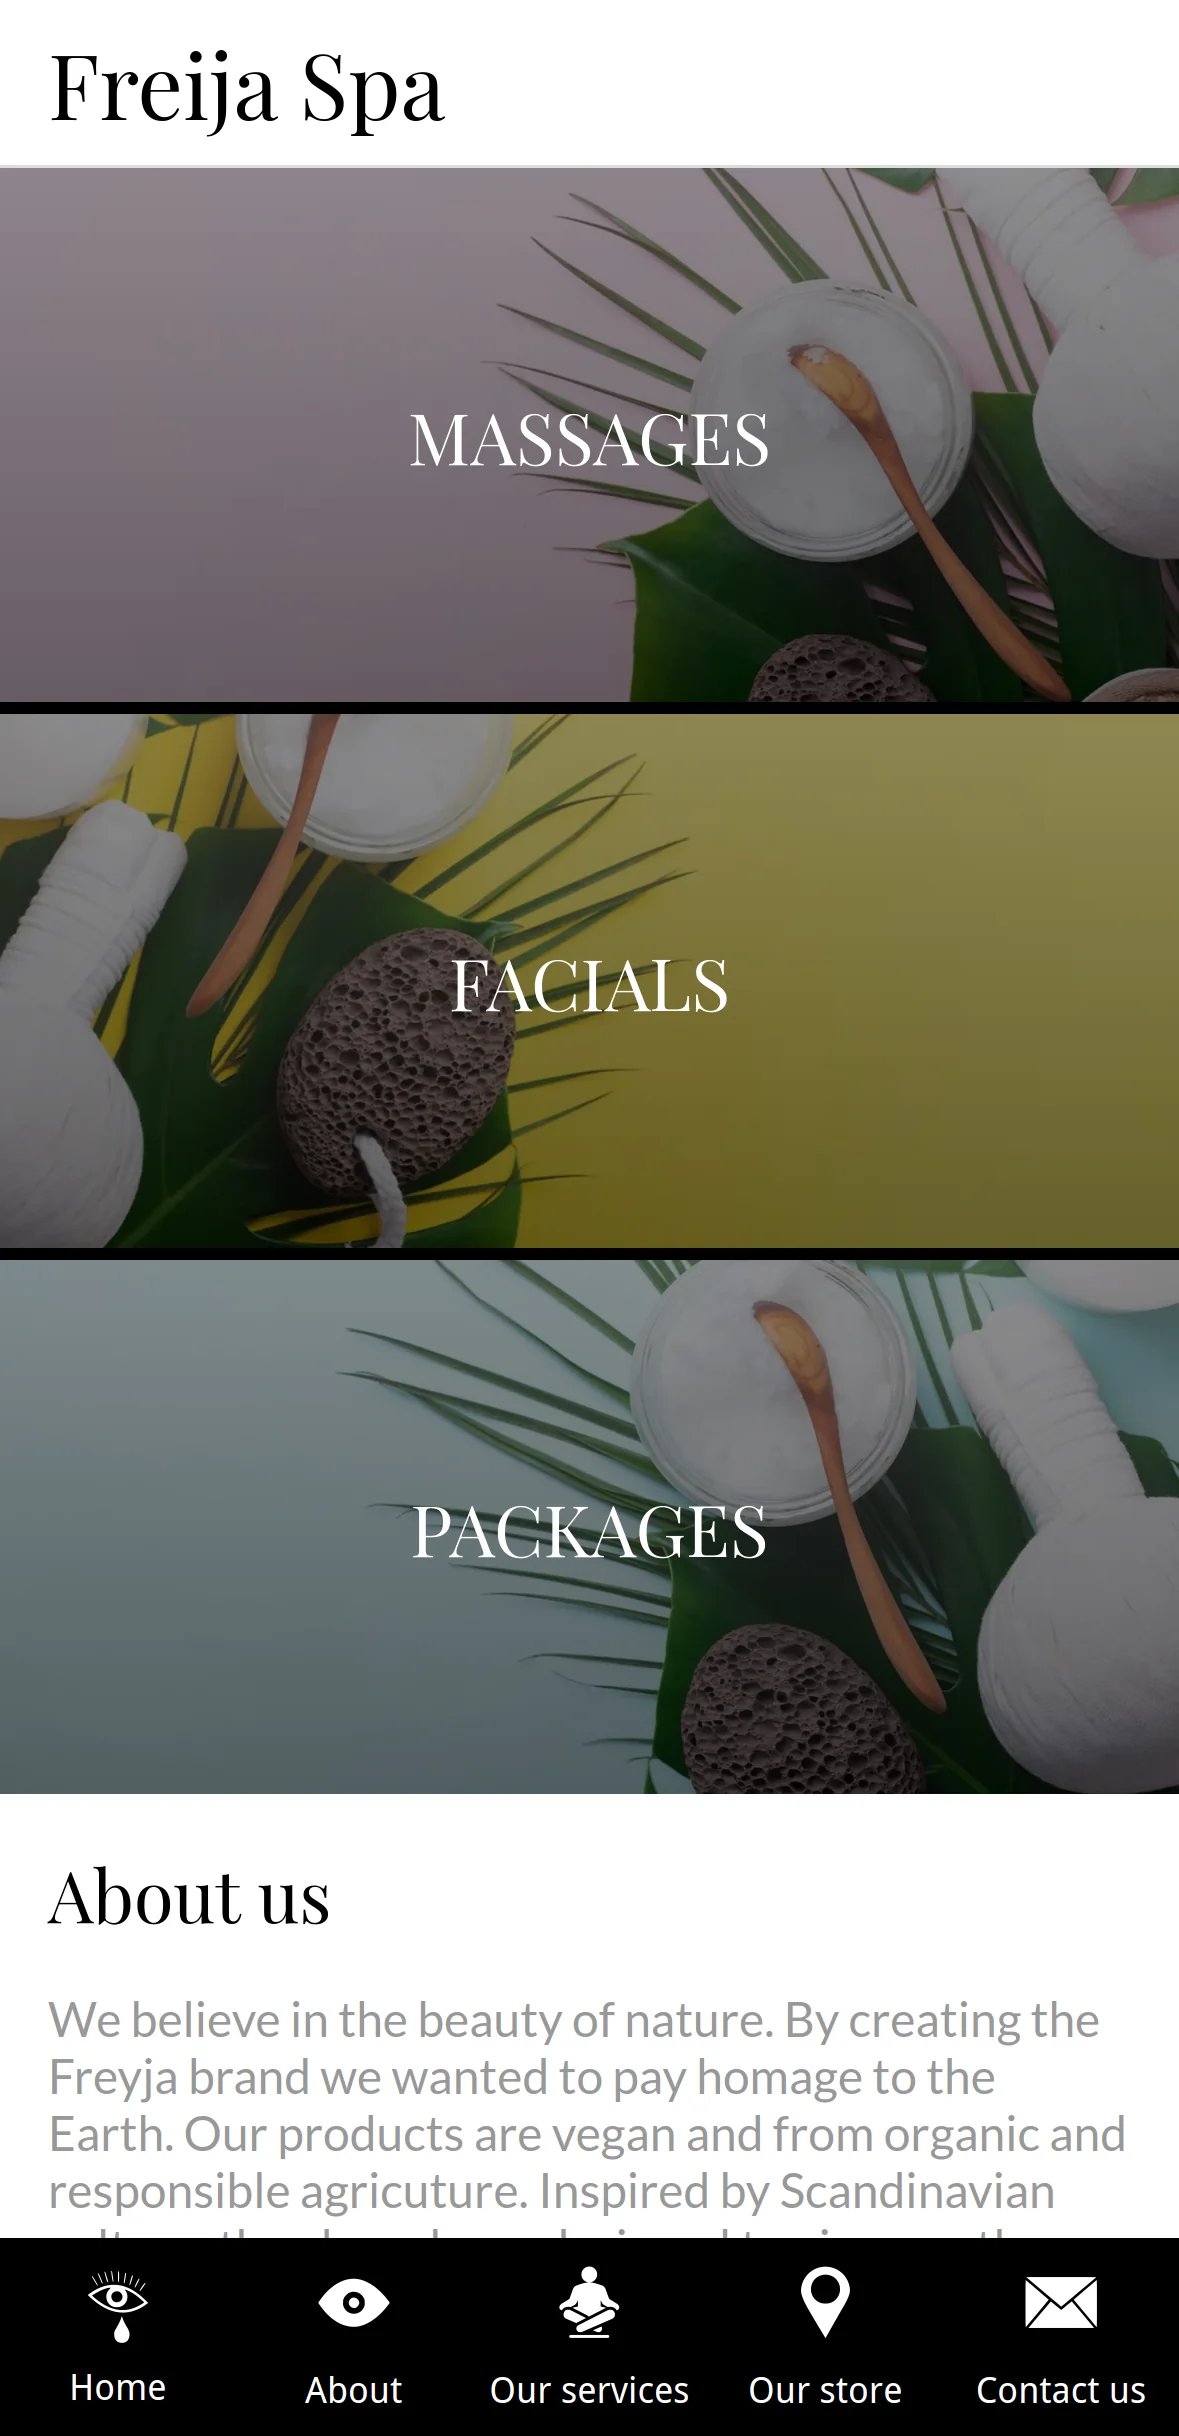 Freija Spa
MASSAGES
FACIALS
PACKAGES
About us
We believe in the beauty of nature. By creating the
Freyja brand we wanted to pay homage to the
Earth. Our products are vegan and from organic and
responsible agricuture. Inspired by Scandinavian
Home
About
Our services
Our store
Contact us